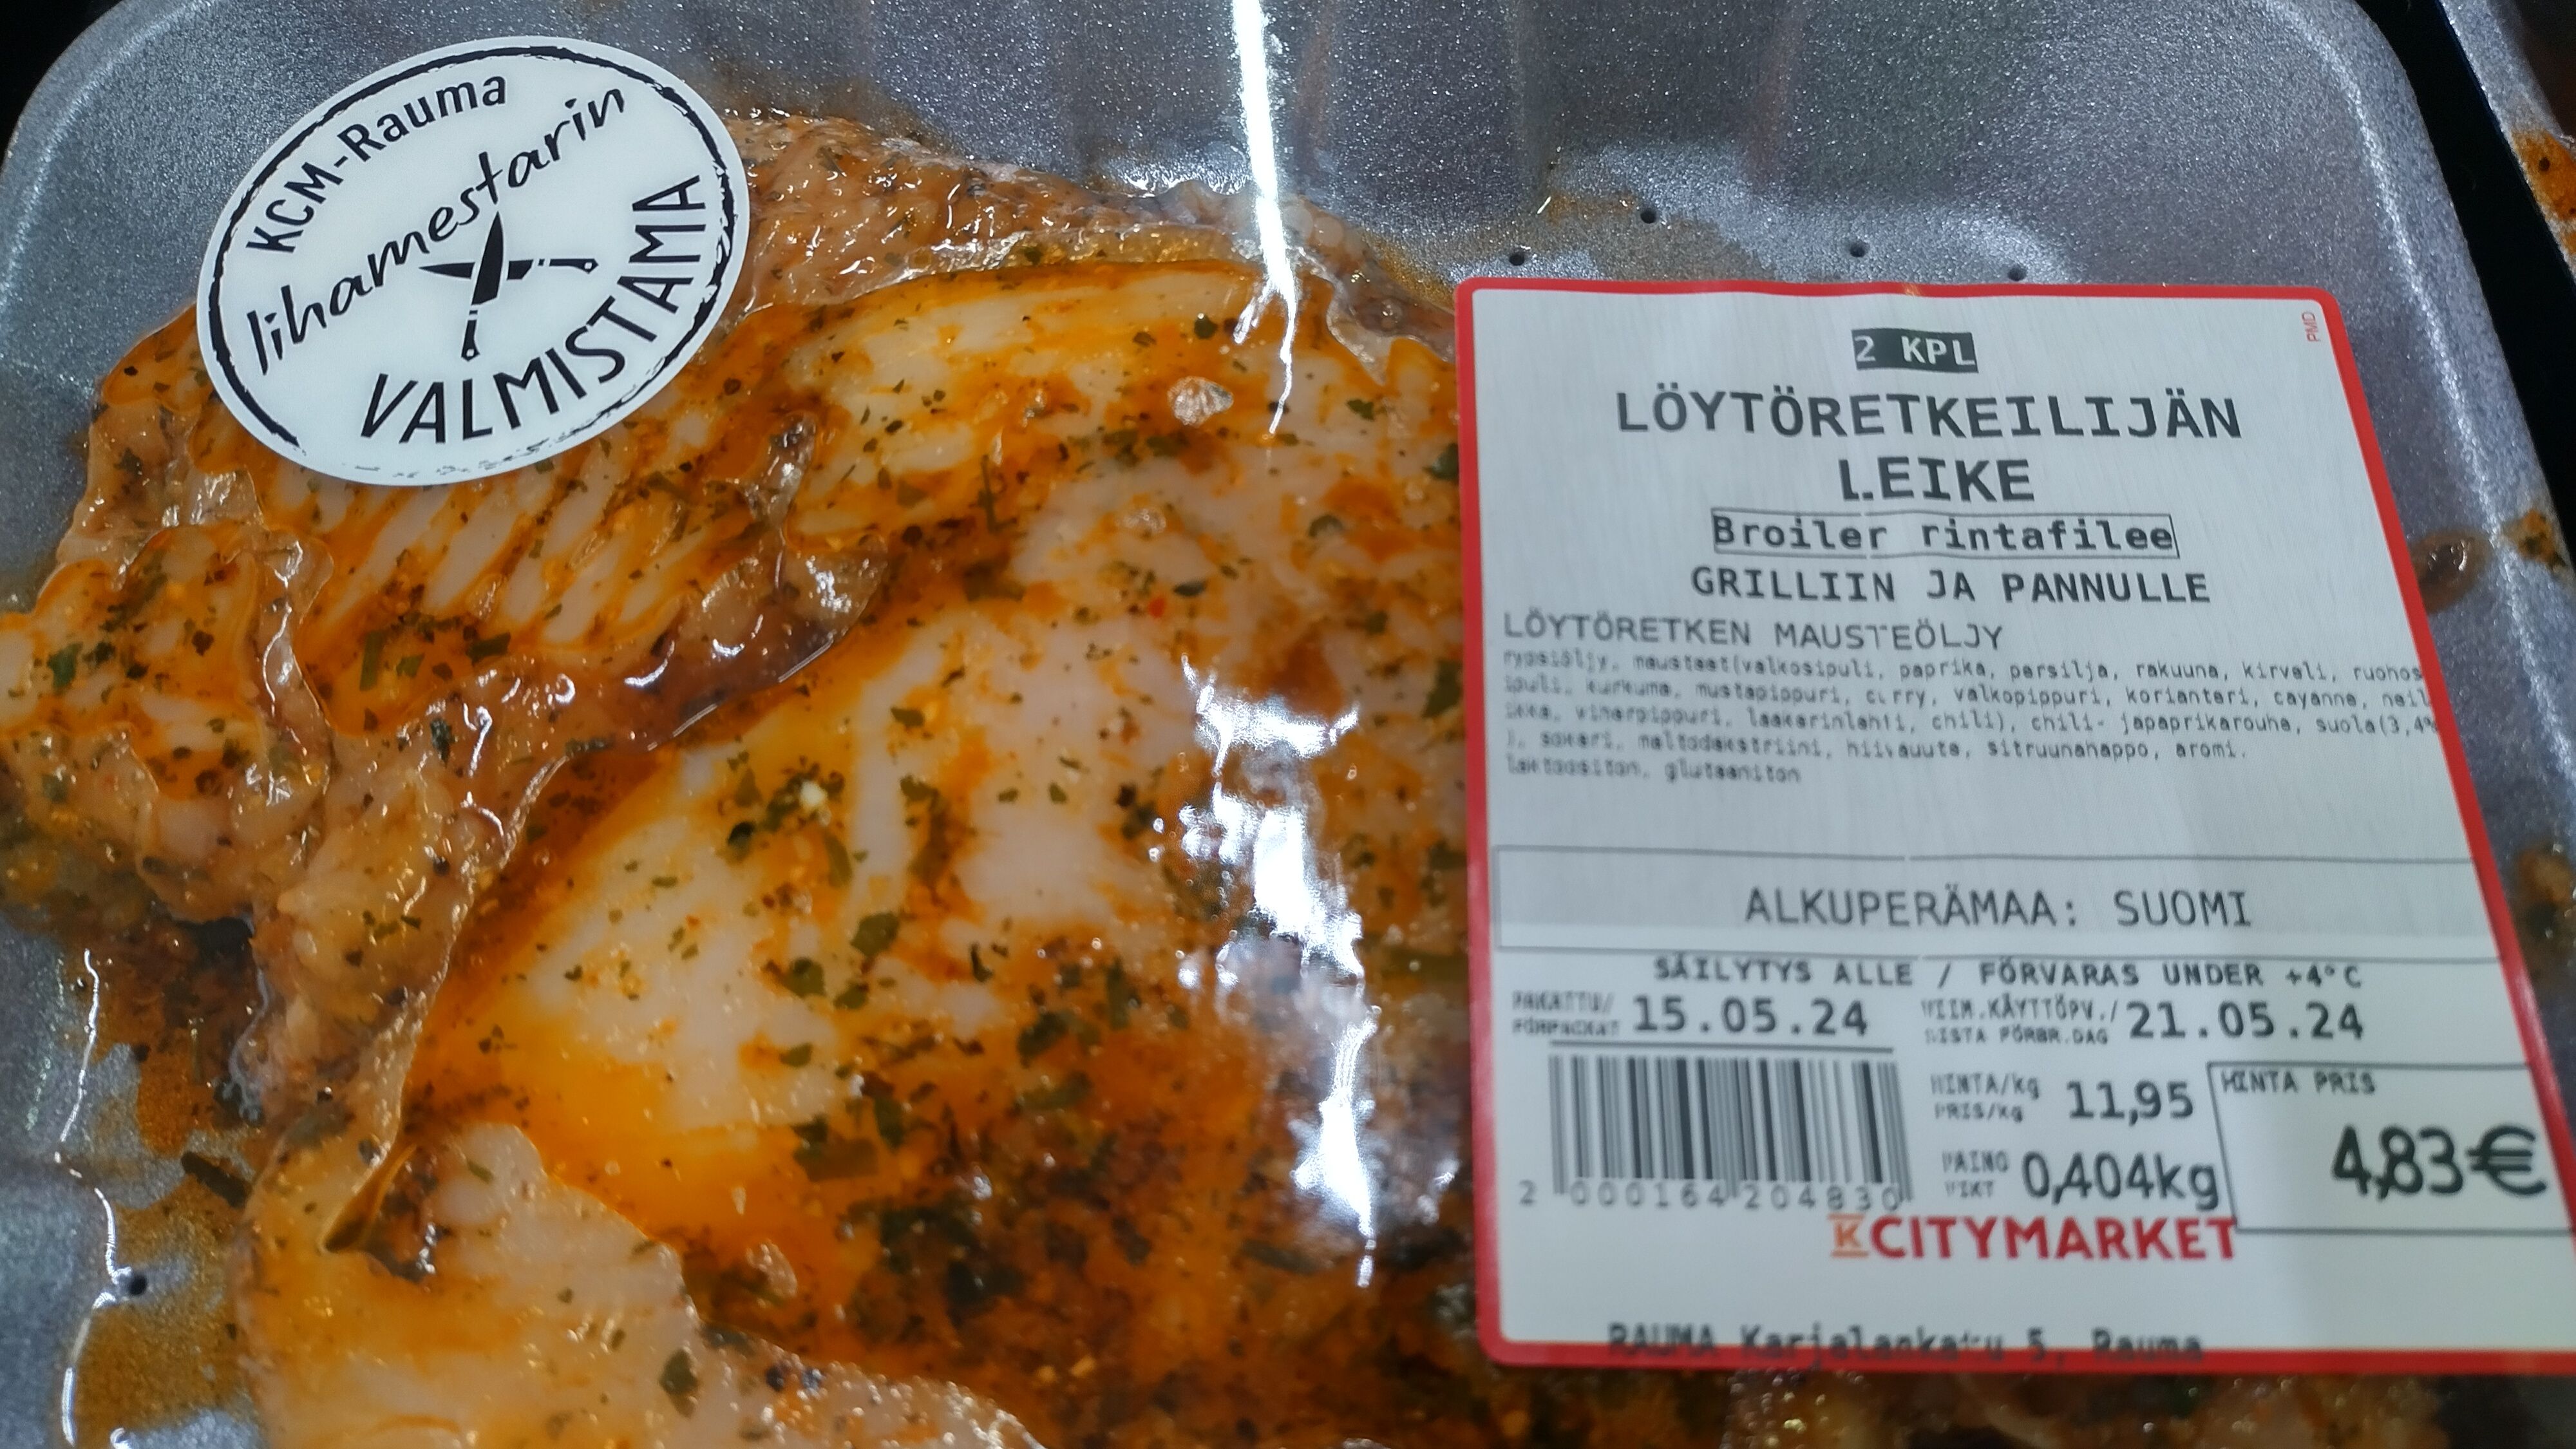 KCM-Rauma
lihamestarin
VALMISTAMA
PMD
2 KPL
LÖYTÖRETKEILIJÄN
LEIKE
Broiler rintafilee
GRILLIIN JA PANNULLE
LÖYTÖRETKEN MAUSTEÖLJY
rypsiöljy, mausteet(valkosipuli, paprika, persilja, rakuuna, kirveli, ruohos
ipuli, kurkuma, mustapippuri, curry, valkopippuri, korianteri, cayanne, neil
ikka, viherpippuri, laakerinlehti, chili), chili- japaprikarouhe, suola(3,4%
), sokeri, maltodekstriini, hiivauute, sitruunahappo, aromi.
laktoositon, gluteeniton
ALKUPERÄMAA: SUOMI
SÄILYTYS ALLE / FÖRVARAS UNDER +4°C
PAKATTU/ FÖRPACKAT 15.05.24
VIIM.KÄYTTÖPV./ SISTA FÖRBR.DAG 21.05.24
HINTA/kg PRIS/kg 11,95
HINTA PRIS
4,83€
PAINO VIKT 0,404kg
2 000164 204830
K CITYMARKET
RAUMA Karjalankatu 5, Rauma